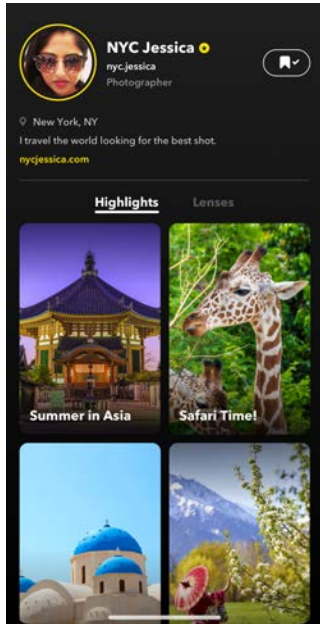 NYC Jessica
nyc.jessica
Photographer
New York, NY
I travel the world looking for the best shot.
nycjessica.com
Highlights Lenses
Summer in Asia Safari Time!